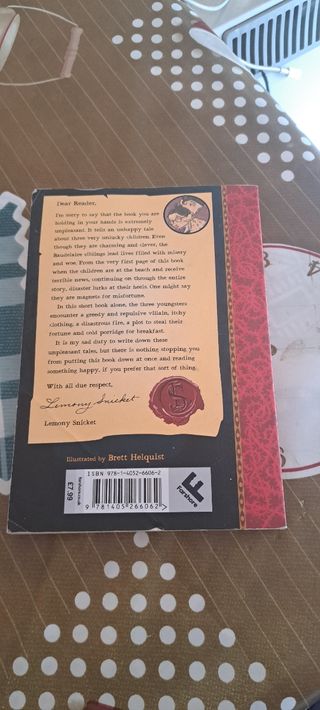 Dear Reader,
I'm sorry to say that the book you are
holding in your hands is extremely
unpleasant. It tells an unhappy tale
about three very unlucky children. Even
though they are charming and clever, the
Baudelaire siblings lead lives filled with misery
and woe. From the very first page of this book
when the children are at the beach and receive
terrible news, continuing on through the entire
story, disaster lurks at their heels. One might say
they are magnets for misfortune.
In this short book alone, the three youngsters
encounter a greedy and repulsive villain, itchy
clothing, a disastrous fire, a plot to steal their
fortune and cold porridge for breakfast.
It is my sad duty to write down these
unpleasant tales, but there is nothing stopping you
from putting this book down at once and reading
something happy, if you prefer that sort of thing.
With all due respect,
Lemony Snicket
Lemony Snicket
Illustrated by Brett Helquist
ISBN 978-1-4052-6606-2
£7.99
9 781405 266062
F
Farshore